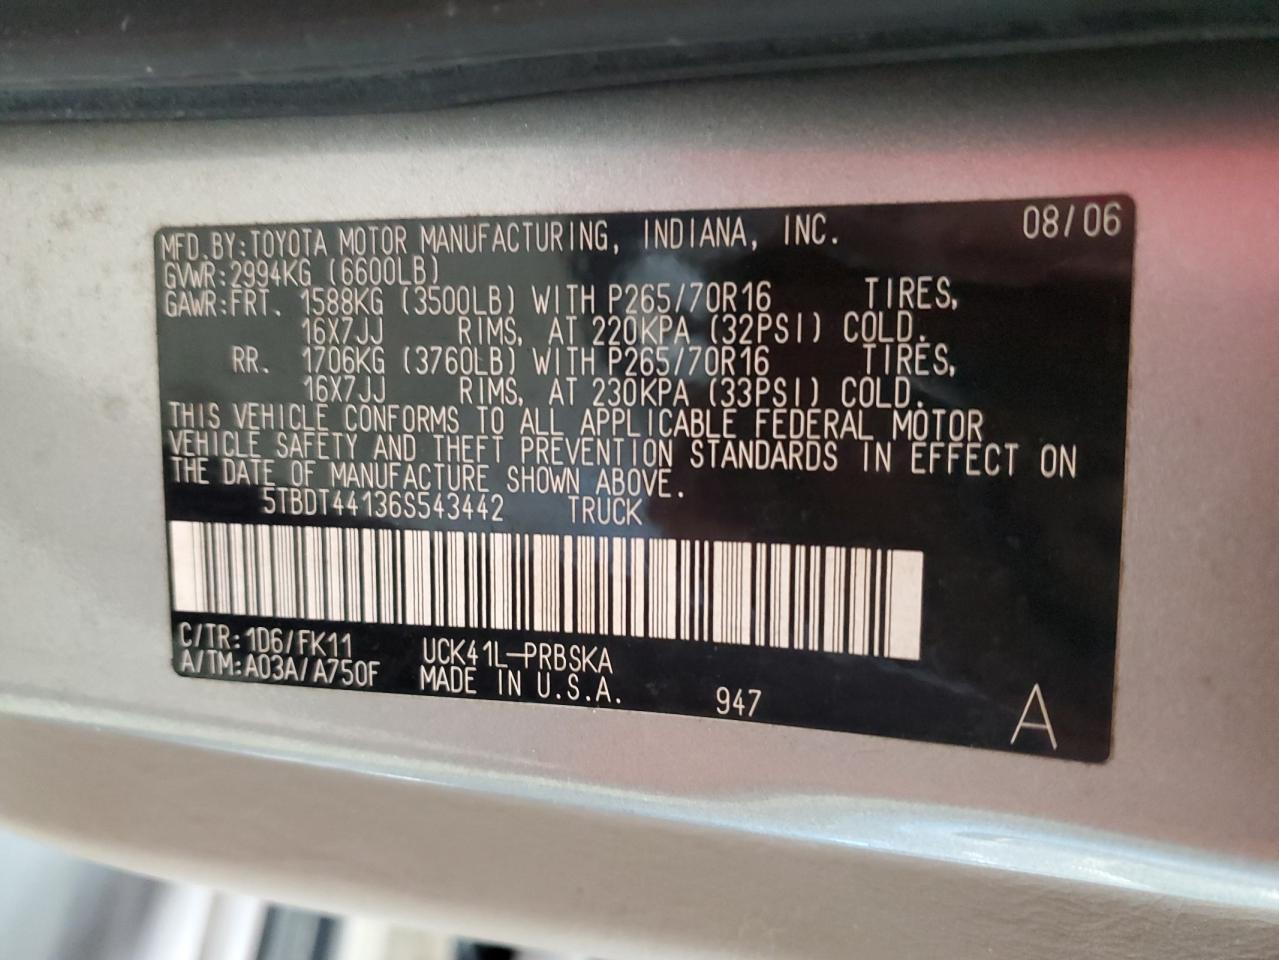 MFD.BY:TOYOTA MOTOR MANUFACTURING, INDIANA, INC. 08/06
GVWR:2994KG (6600LB)
GAWR:FRT. 1588KG (3500LB) WITH P265/70R16 TIRES,
16X7JJ RIMS, AT 220KPA (32PSI) COLD.
RR. 1706KG (3760LB) WITH P265/70R16 TIRES,
16X7JJ RIMS, AT 230KPA (33PSI) COLD.
THIS VEHICLE CONFORMS TO ALL APPLICABLE FEDERAL MOTOR
VEHICLE SAFETY AND THEFT PREVENTION STANDARDS IN EFFECT ON
THE DATE OF MANUFACTURE SHOWN ABOVE.
5TBDT44136S543442 TRUCK
C/TR:1D6/FK11 UCK41L-PRBSKA
A/TM:A03A/A750F MADE IN U.S.A. 947 A